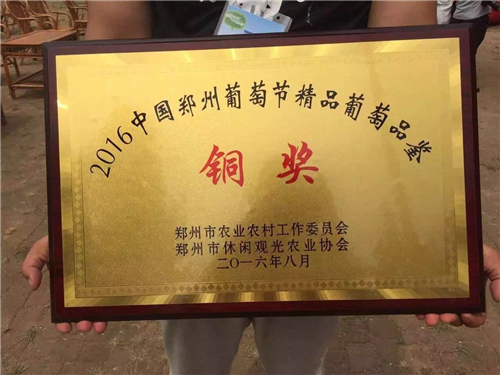 2016中国郑州葡萄节精品葡萄品鉴
铜奖
郑州市农业农村工作委员会
郑州市休闲观光农业协会
二〇一六年八月